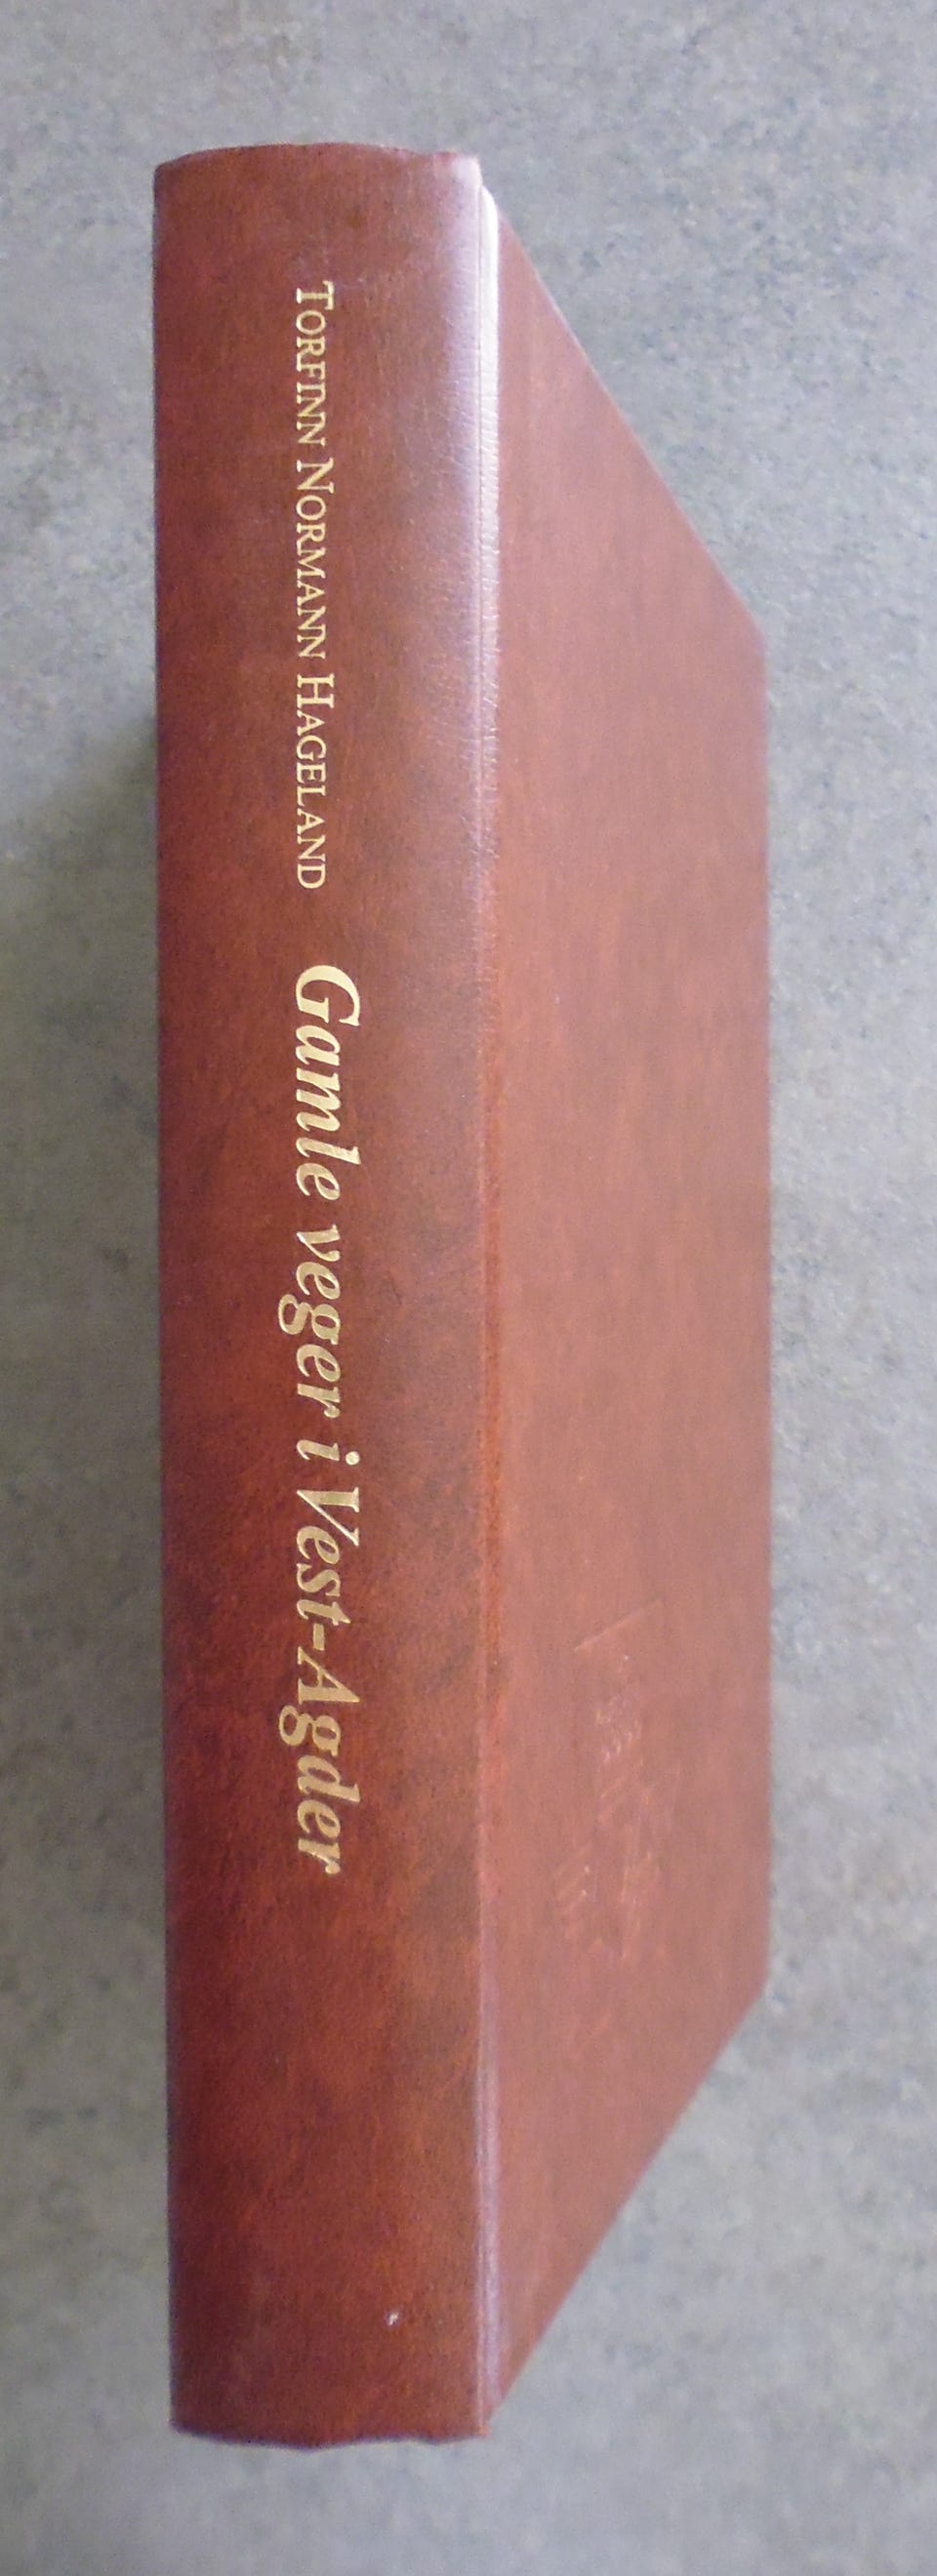 TORFINN NORMANN HAGELAND Gamle veger i Vest-Agder